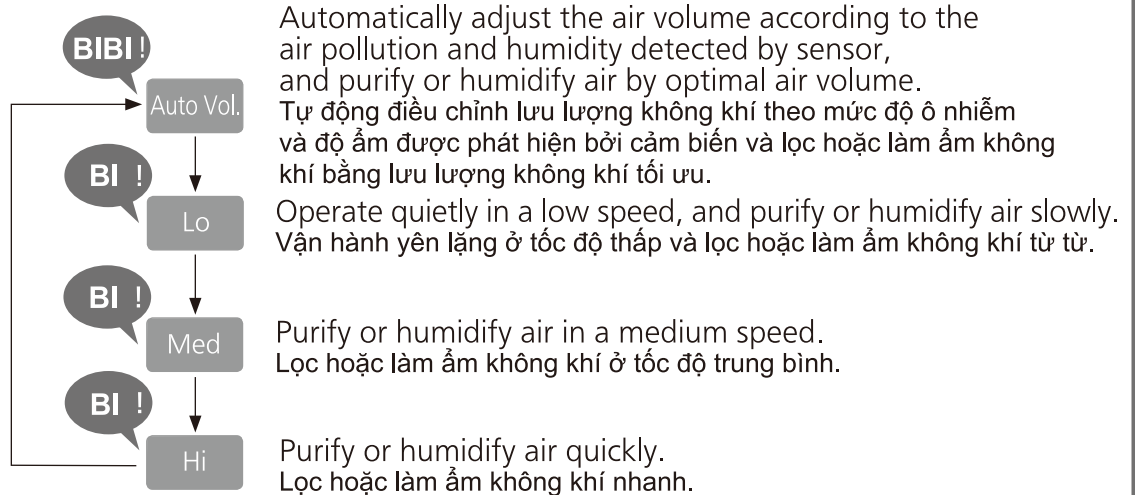 BIBI !
Auto Vol.
Automatically adjust the air volume according to the
air pollution and humidity detected by sensor,
and purify or humidify air by optimal air volume.
Tự động điều chỉnh lưu lượng không khí theo mức độ ô nhiễm
và độ ẩm được phát hiện bởi cảm biến và lọc hoặc làm ẩm không
khí bằng lưu lượng không khí tối ưu.
BI !
Lo
Operate quietly in a low speed, and purify or humidify air slowly.
Vận hành yên lặng ở tốc độ thấp và lọc hoặc làm ẩm không khí từ từ.
BI !
Med
Purify or humidify air in a medium speed.
Lọc hoặc làm ẩm không khí ở tốc độ trung bình.
BI !
Hi
Purify or humidify air quickly.
Lọc hoặc làm ẩm không khí nhanh.